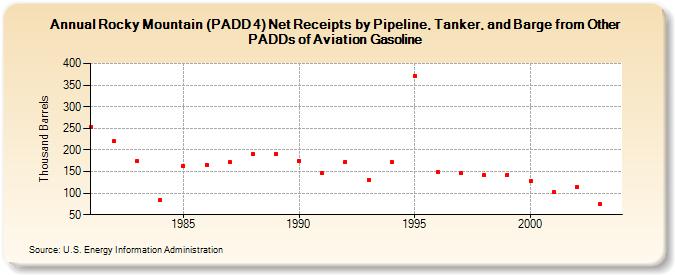 Annual Rocky Mountain (PADD 4) Net Receipts by Pipeline, Tanker, and Barge from Other
PADDs of Aviation Gasoline
Thousand Barrels
400
350
300
250
200
150
100
50
1985 1990 1995 2000
Source: U.S. Energy Information Administration